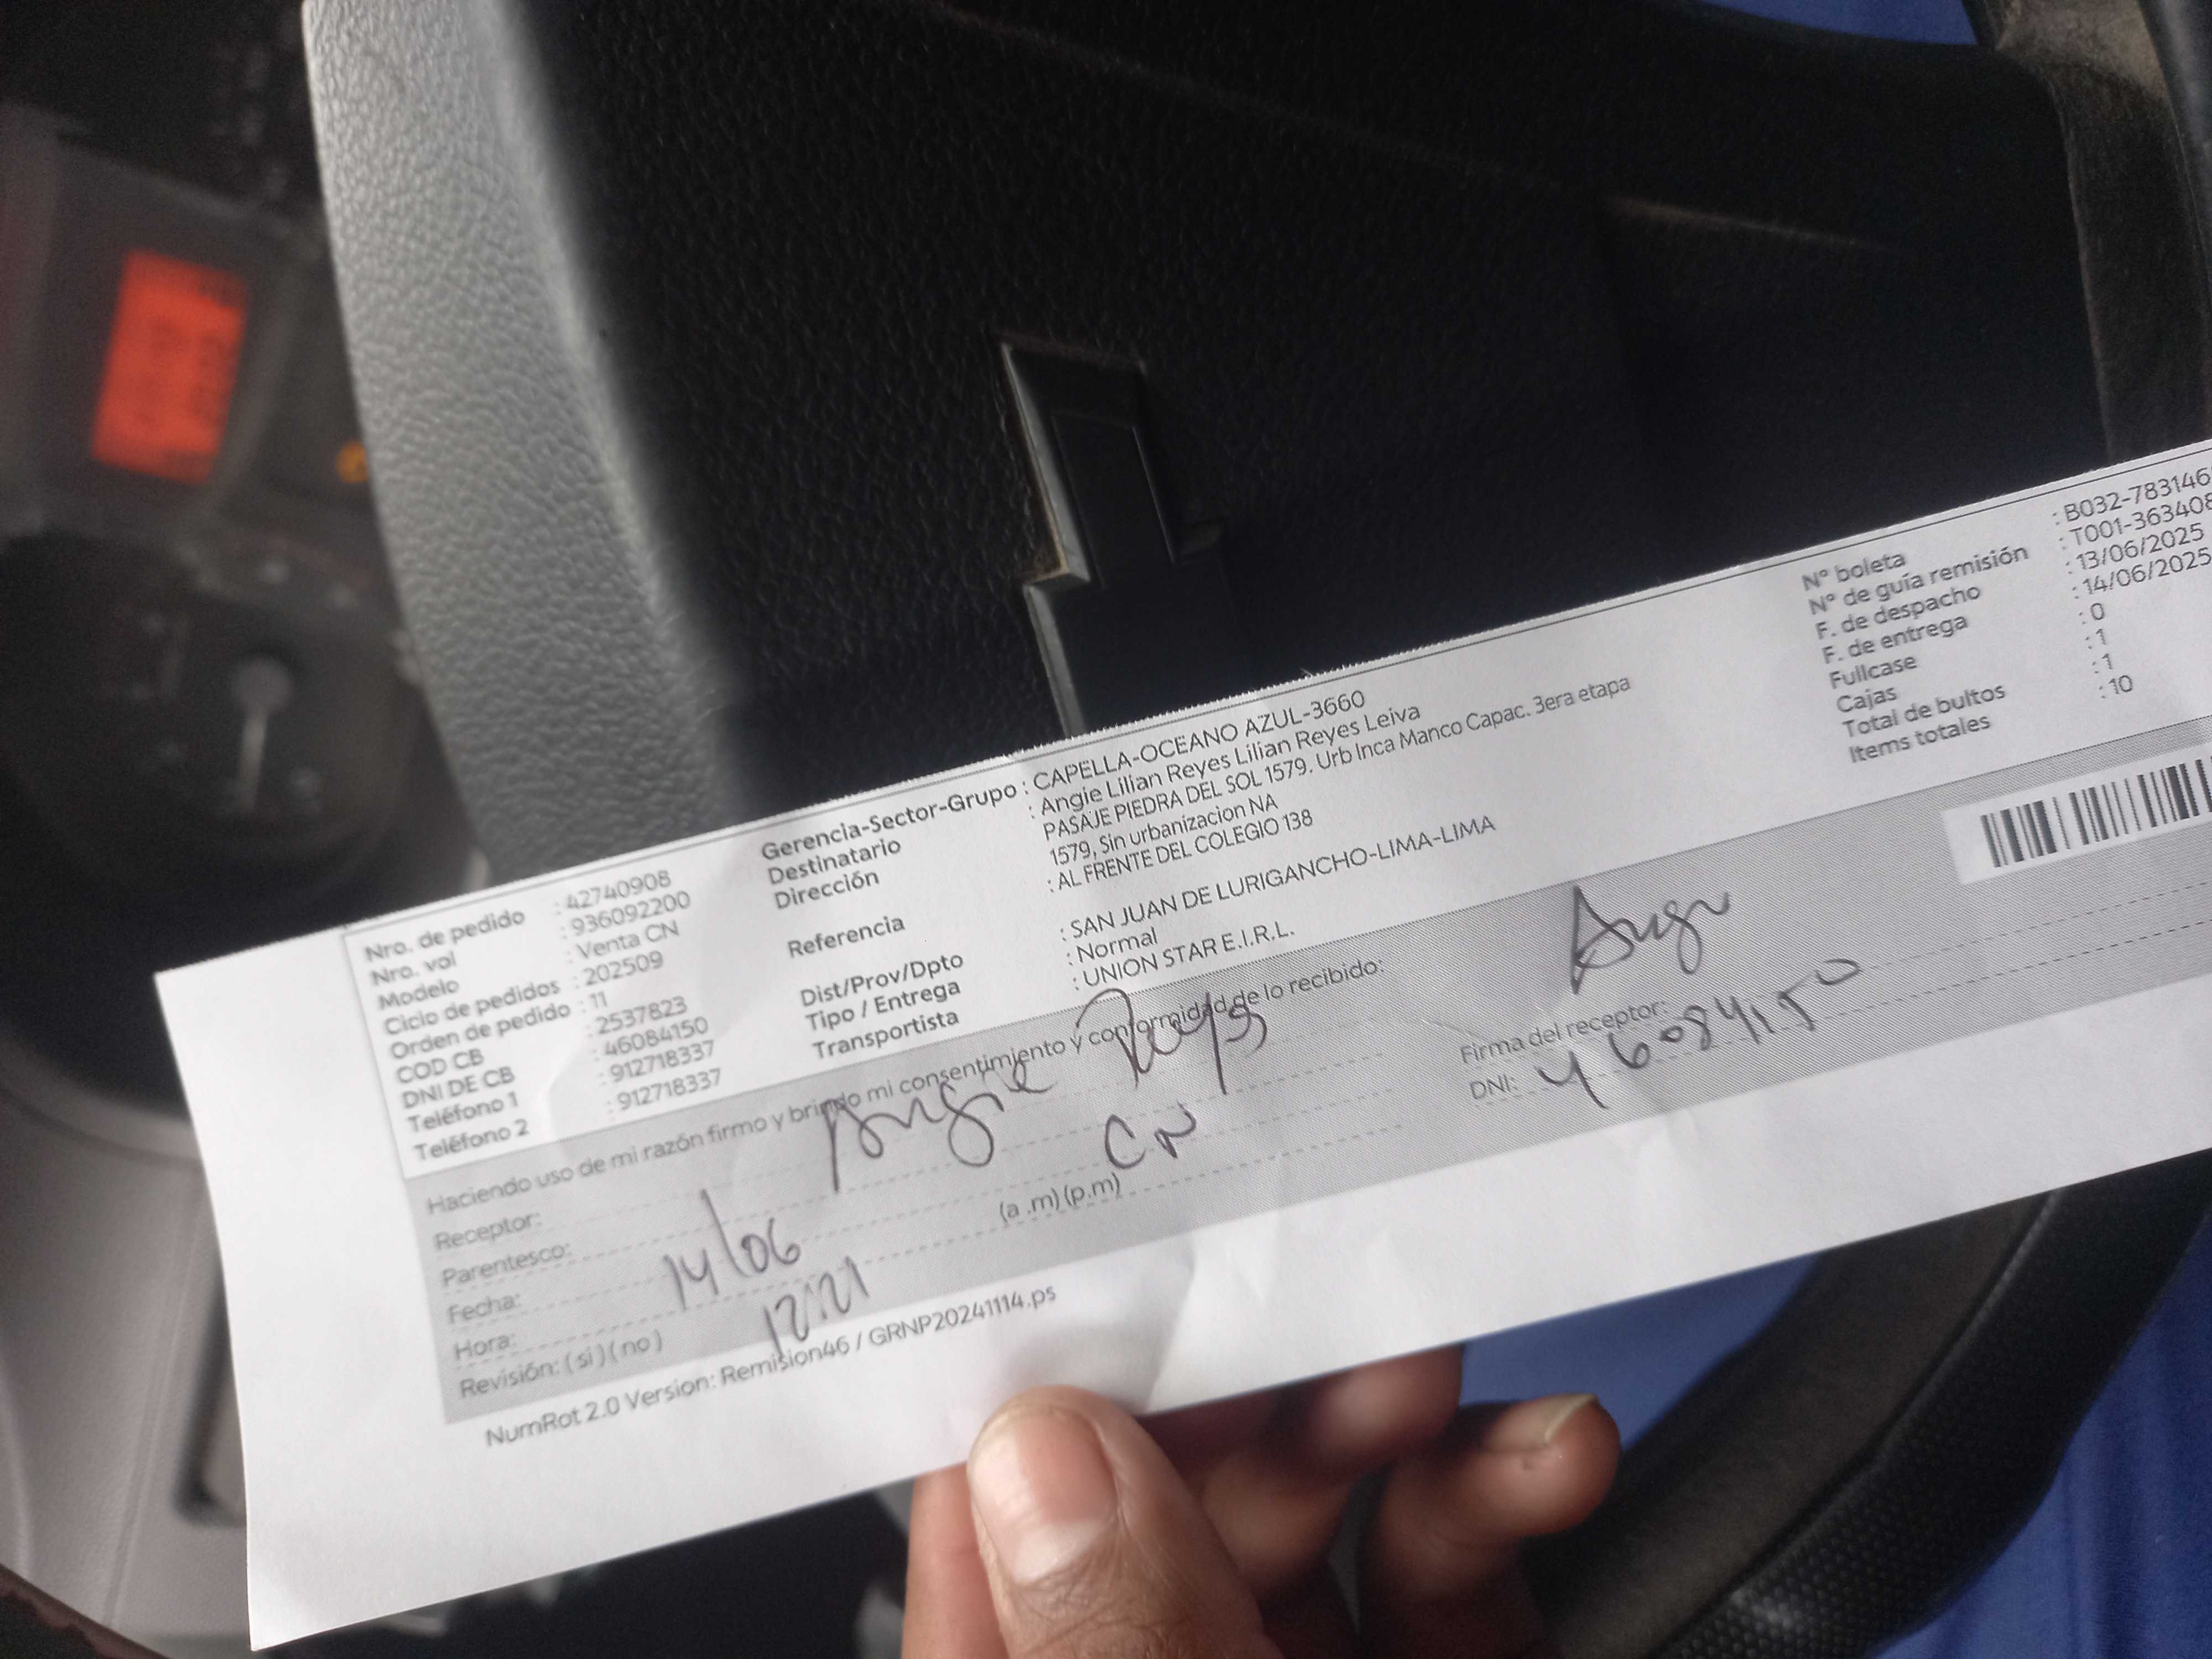 Nro. de pedido : 42740908
Nro. vol : 936092200
Modelo : Venta CN
Ciclo de pedidos : 202509
Orden de pedido : 11
COD CB : 2537823
DNI DE CB : 46084150
Teléfono 1 : 912718337
Teléfono 2 : 912718337
Gerencia-Sector-Grupo : CAPELLA-OCEANO AZUL-3660
Destinatario : Angie Lilian Reyes Lilian Reyes Leiva
Dirección PASAJE PIEDRA DEL SOL 1579. Urb Inca Manco Capac. 3era etapa
1579, Sin urbanizacion NA
Referencia : AL FRENTE DEL COLEGIO 138
Dist/Prov/Dpto : SAN JUAN DE LURIGANCHO-LIMA-LIMA
Tipo / Entrega : Normal
Transportista : UNION STAR E.I.R.L.
N° boleta : B032-783146
N° de guía remisión : T001-363408
F. de despacho : 13/06/2025
F. de entrega : 14/06/2025
Fullcase : 0
Cajas : 1
Total de bultos : 1
Items totales : 10
Haciendo uso de mi razón firmo y brindo mi consentimiento y conformidad de lo recibido:
Receptor: Angie Reyes
Parentesco: CN
Fecha: 14/06
Hora: 12:21 (a .m) (p.m)
Revisión: ( si ) ( no )
Firma del receptor: Angi
DNI: 46084150
NumRot 2.0 Version: Remision46 / GRNP20241114.ps